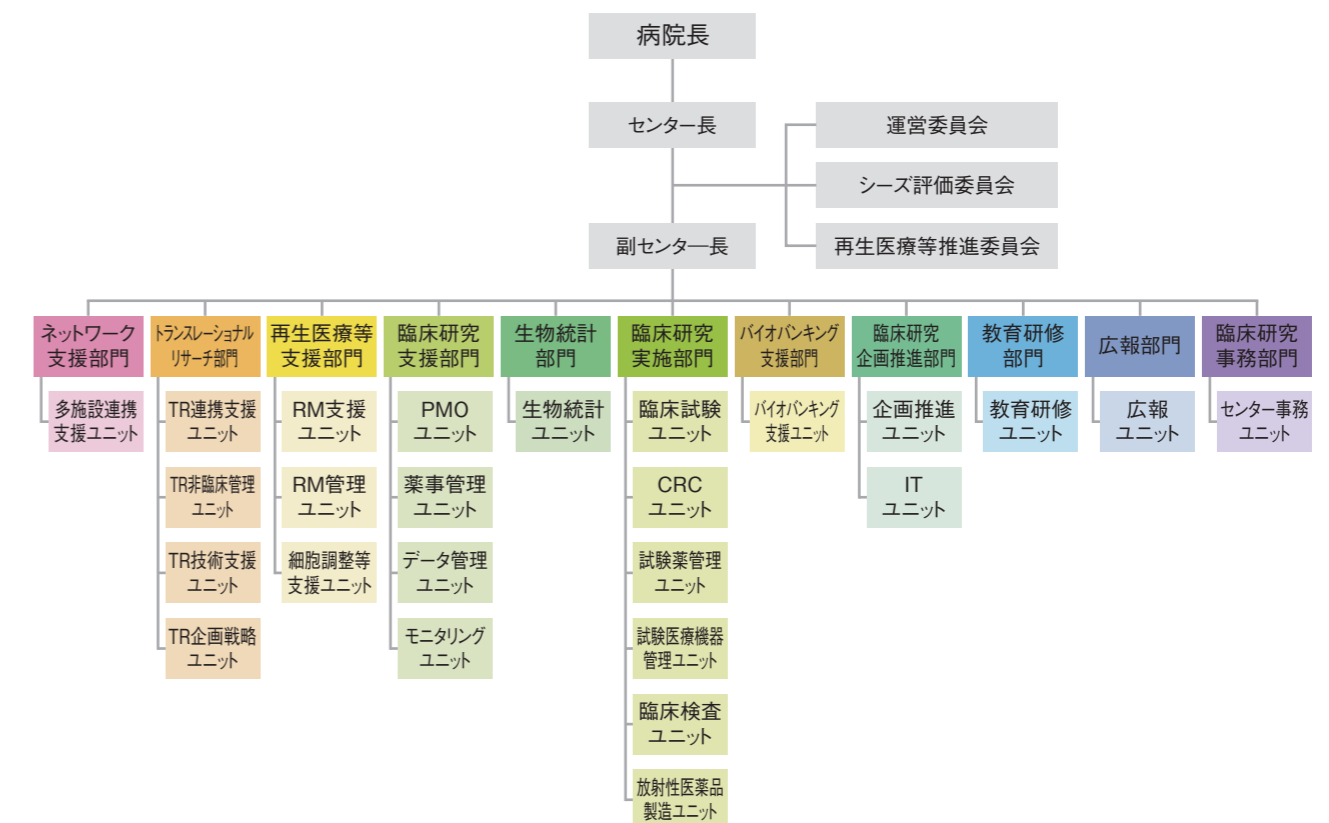 病院長
センター長
運営委員会
シーズ評価委員会
副センター長
再生医療等推進委員会
ネットワーク
支援部門
トランスレーショナル
リサーチ部門
再生医療等
支援部門
臨床研究
支援部門
生物統計
部門
臨床研究
実施部門
バイオバンキング
支援部門
臨床研究
企画推進部門
教育研修
部門
広報部門
臨床研究
事務部門
多施設連携
支援ユニット
TR連携支援
ユニット
RM支援
ユニット
PMO
ユニット
生物統計
ユニット
臨床試験
ユニット
バイオバンキング
支援ユニット
企画推進
ユニット
教育研修
ユニット
広報
ユニット
センター事務
ユニット
TR非臨床管理
ユニット
RM管理
ユニット
薬事管理
ユニット
CRC
ユニット
IT
ユニット
TR技術支援
ユニット
細胞調整等
支援ユニット
データ管理
ユニット
試験薬管理
ユニット
TR企画戦略
ユニット
モニタリング
ユニット
試験医療機器
管理ユニット
臨床検査
ユニット
放射性医薬品
製造ユニット